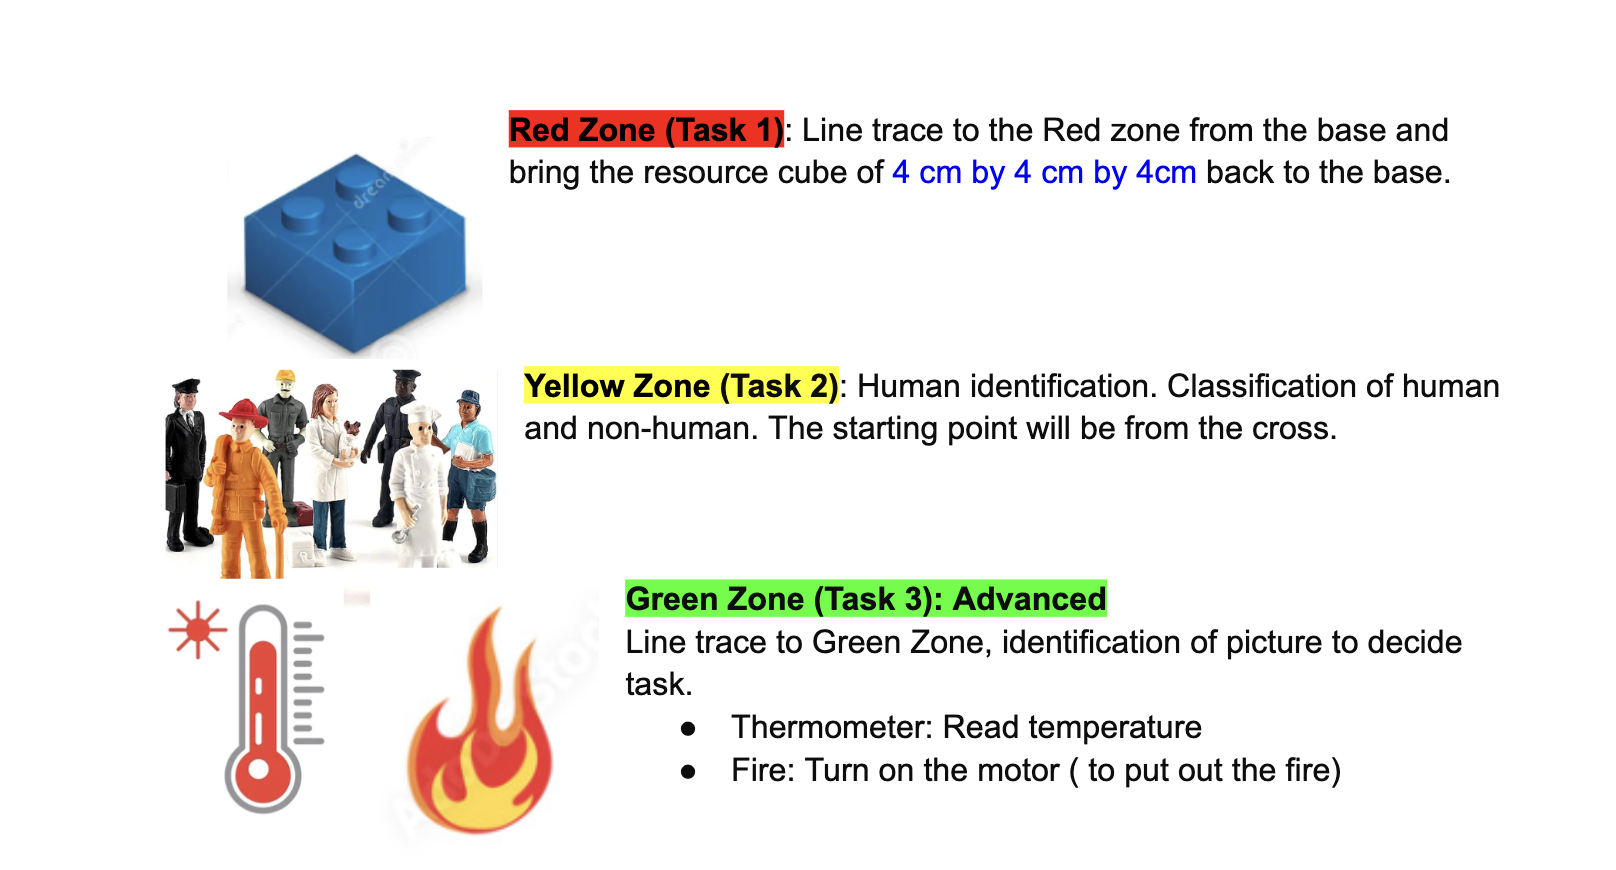 Red Zone (Task 1): Line trace to the Red zone from the base and
bring the resource cube of 4 cm by 4 cm by 4cm back to the base.
Yellow Zone (Task 2): Human identification. Classification of human
and non-human. The starting point will be from the cross.
Green Zone (Task 3): Advanced
Line trace to Green Zone, identification of picture to decide
task.
● Thermometer: Read temperature
● Fire: Turn on the motor ( to put out the fire)